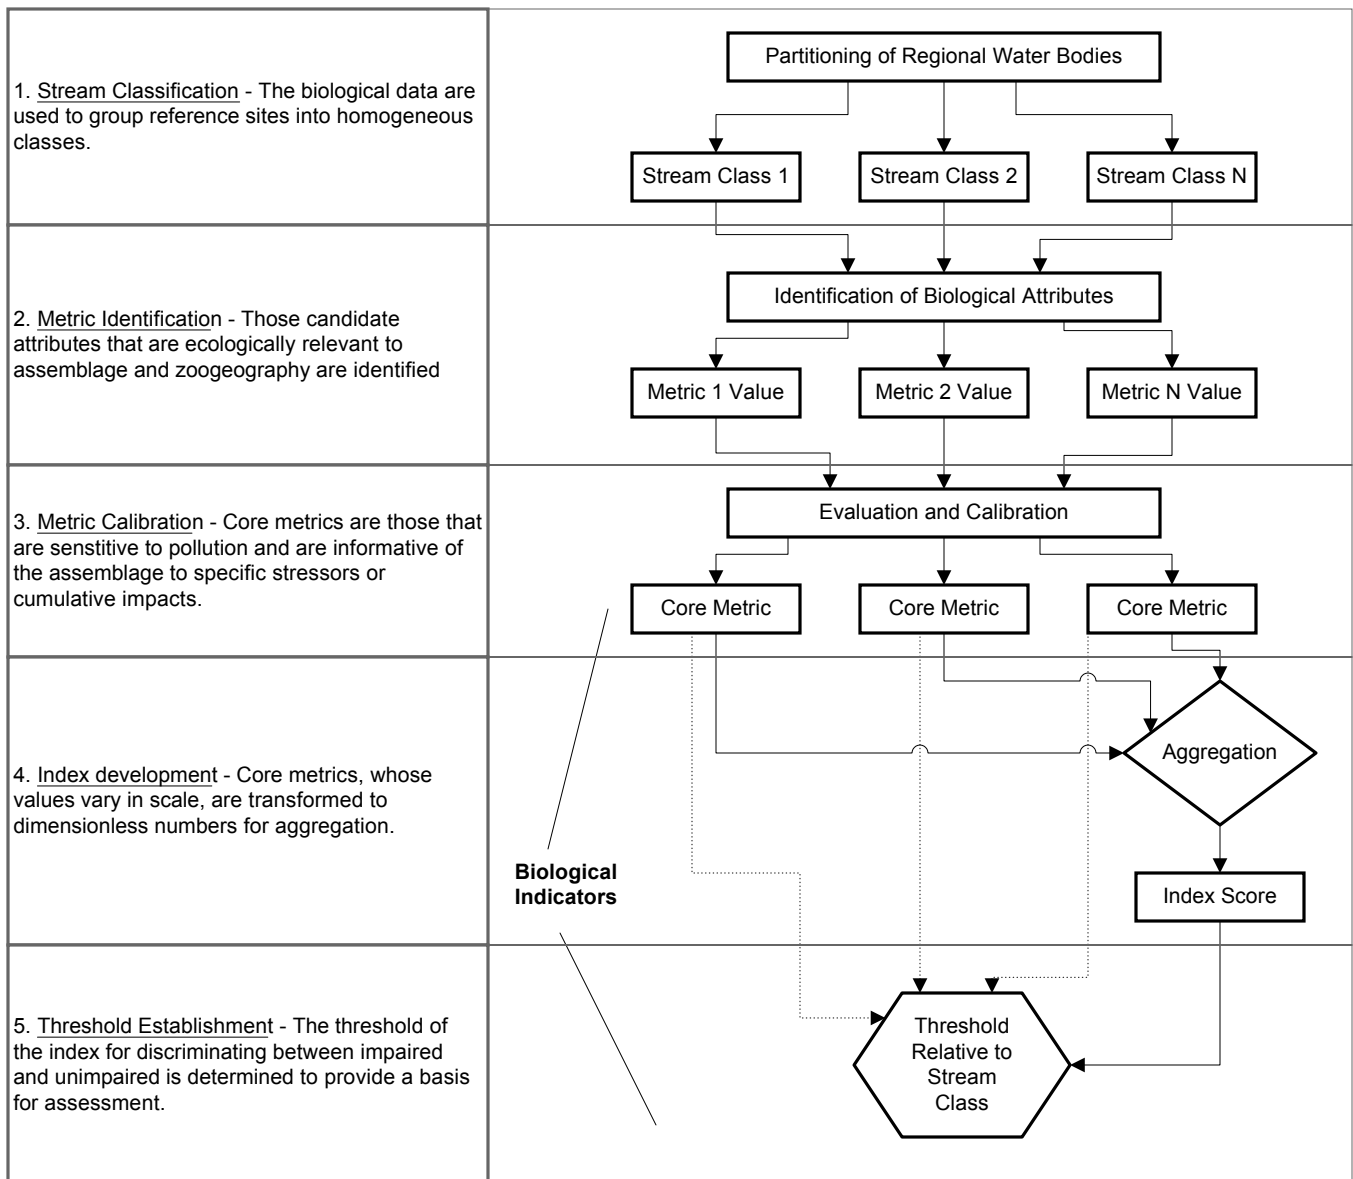 1. Stream Classification - The biological data are
used to group reference sites into homogeneous
classes.
Partitioning of Regional Water Bodies
Stream Class 1
Stream Class 2
Stream Class N
2. Metric Identification - Those candidate
attributes that are ecologically relevant to
assemblage and zoogeography are identified
Identification of Biological Attributes
Metric 1 Value
Metric 2 Value
Metric N Value
3. Metric Calibration - Core metrics are those that
are senstitive to pollution and are informative of
the assemblage to specific stressors or
cumulative impacts.
Evaluation and Calibration
Core Metric
Core Metric
Core Metric
4. Index development - Core metrics, whose
values vary in scale, are transformed to
dimensionless numbers for aggregation.
Aggregation
Biological
Indicators
Index Score
5. Threshold Establishment - The threshold of
the index for discriminating between impaired
and unimpaired is determined to provide a basis
for assessment.
Threshold
Relative to
Stream
Class